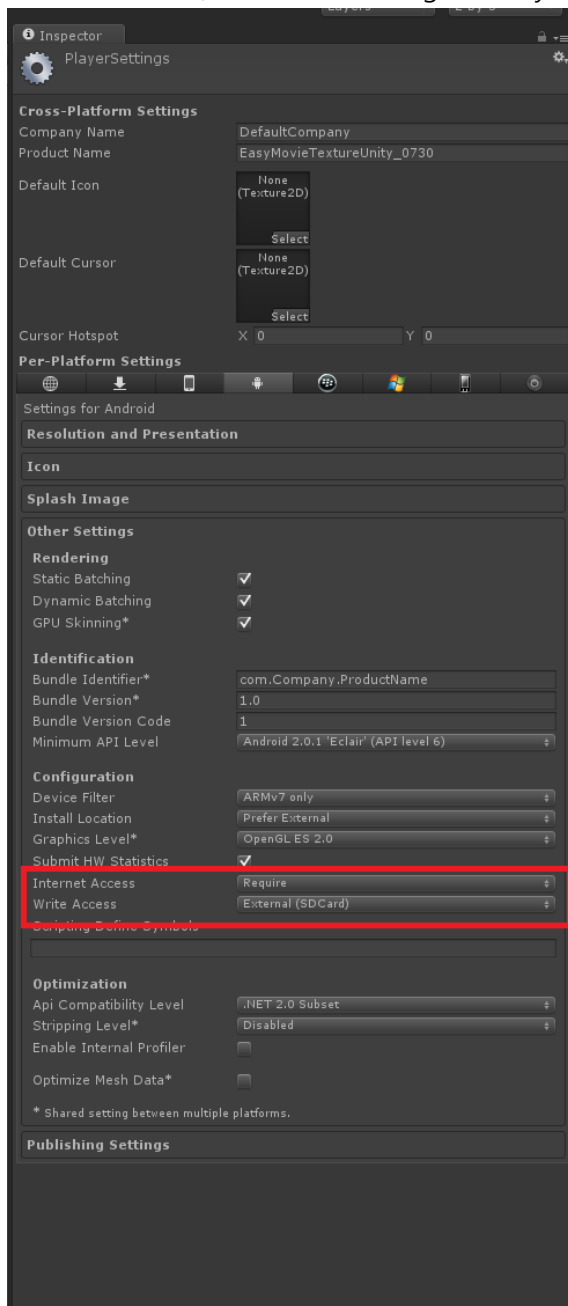 Inspector
PlayerSettings
Cross-Platform Settings
Company Name DefaultCompany
Product Name EasyMovieTextureUnity_0730
Default Icon None (Texture2D) Select
Default Cursor None (Texture2D) Select
Cursor Hotspot X 0 Y 0
Per-Platform Settings
Settings for Android
Resolution and Presentation
Icon
Splash Image
Other Settings
Rendering
Static Batching
Dynamic Batching
GPU Skinning*
Identification
Bundle Identifier* com.Company.ProductName
Bundle Version* 1.0
Bundle Version Code 1
Minimum API Level Android 2.0.1 'Eclair' (API level 6)
Configuration
Device Filter ARMv7 only
Install Location Prefer External
Graphics Level* OpenGL ES 2.0
Submit HW Statistics
Internet Access Require
Write Access External (SDCard)
Scripting Define Symbols
Optimization
Api Compatibility Level .NET 2.0 Subset
Stripping Level* Disabled
Enable Internal Profiler
Optimize Mesh Data*
* Shared setting between multiple platforms.
Publishing Settings